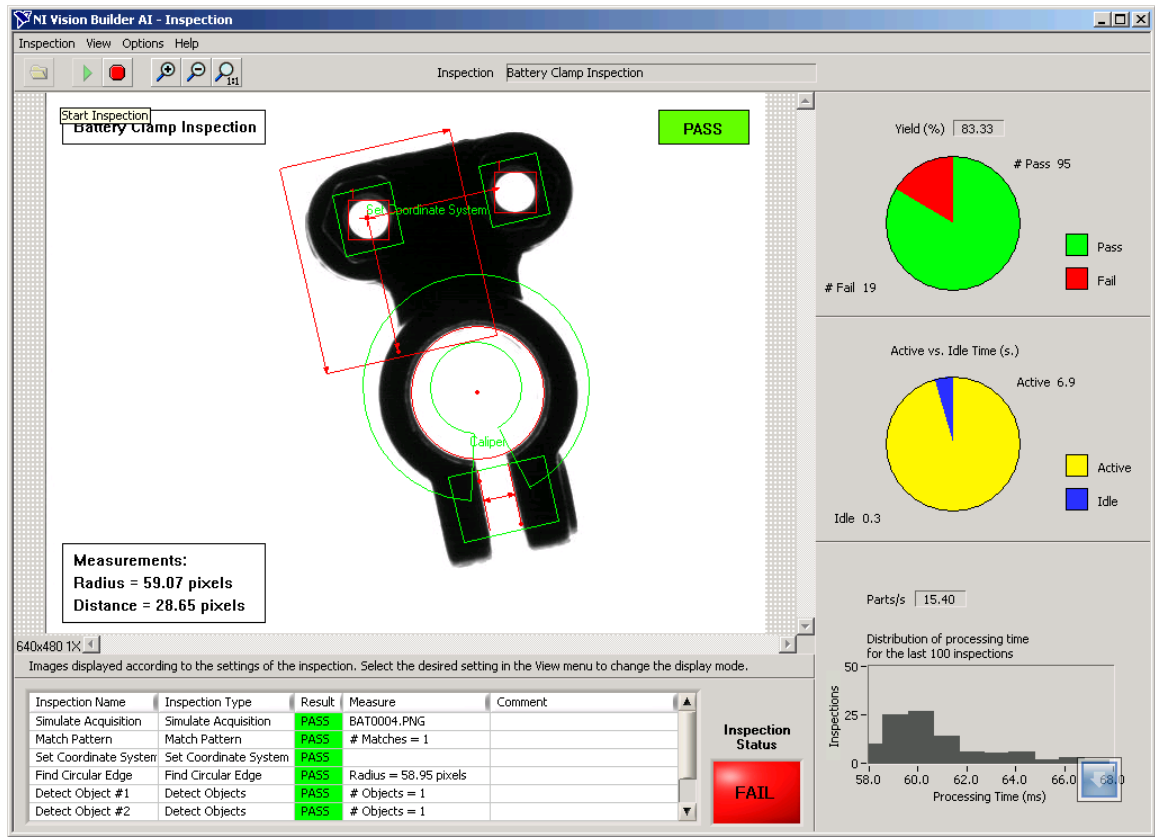 NI Vision Builder AI - Inspection
Inspection View Options Help
1:1
Inspection Battery Clamp Inspection
Start Inspection
Battery Clamp Inspection
PASS
Set Coordinate System
Caliper
Measurements:
Radius = 59.07 pixels
Distance = 28.65 pixels
640x480 1X
Images displayed according to the settings of the inspection. Select the desired setting in the View menu to change the display mode.
Inspection Name Inspection Type Result Measure Comment
Simulate Acquisition Simulate Acquisition PASS BAT0004.PNG
Match Pattern Match Pattern PASS # Matches = 1
Set Coordinate System Set Coordinate System PASS
Find Circular Edge Find Circular Edge PASS Radius = 58.95 pixels
Detect Object #1 Detect Objects PASS # Objects = 1
Detect Object #2 Detect Objects PASS # Objects = 1
Inspection
Status
FAIL
Yield (%) 83.33
# Pass 95
Pass
Fail
# Fail 19
Active vs. Idle Time (s.)
Active 6.9
Active
Idle
Idle 0.3
Parts/s 15.40
Distribution of processing time
for the last 100 inspections
Inspections
50
25
0
58.0 60.0 62.0 64.0 66.0 68.0
Processing Time (ms)